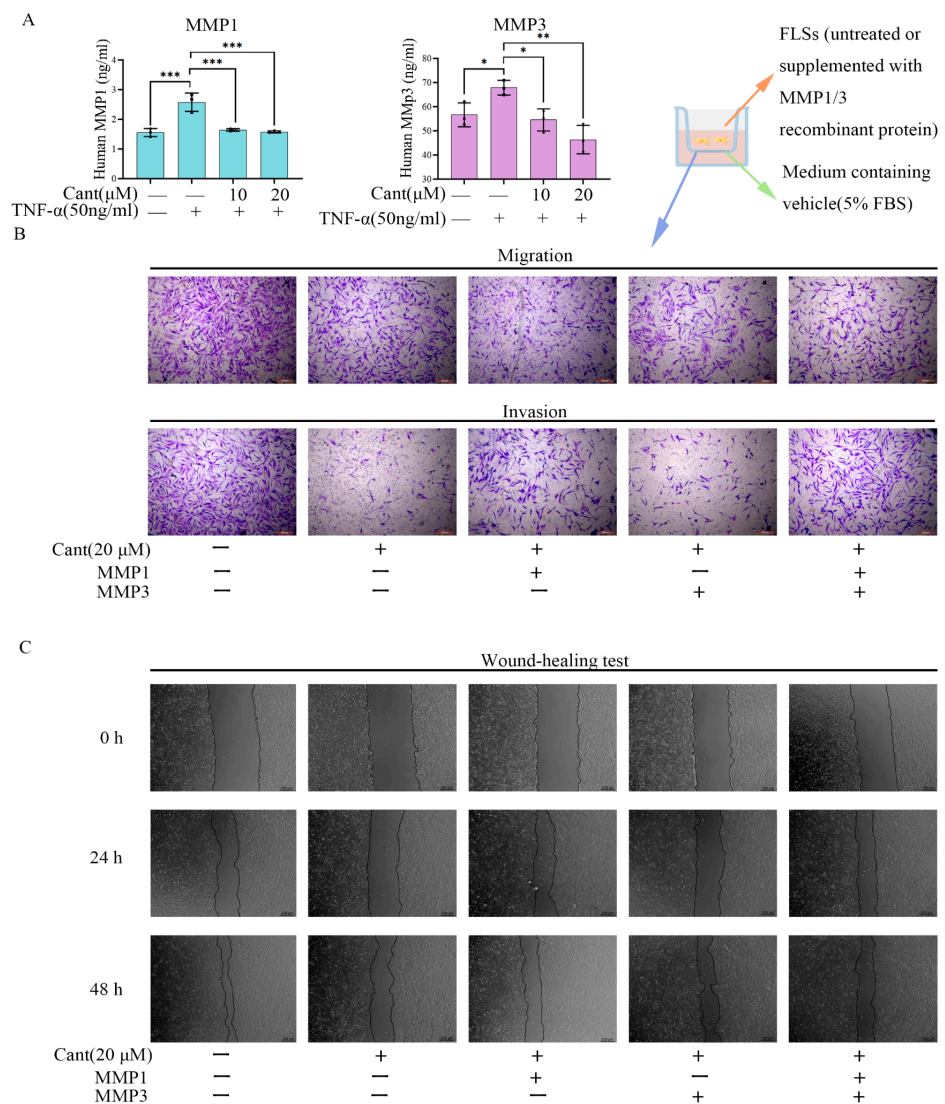 A
MMP1
***
***
***
Human MMP1 (ng/ml)
4
3
2
1
0
Cant(μM) — — 10 20
TNF-α(50ng/ml) — + + +
MMP3
**
*
*
Human MMp3 (ng/ml)
80
70
60
50
40
30
Cant(μM) — — 10 20
TNF-α(50ng/ml) — + + +
FLSs (untreated or
supplemented with
MMP1/3
recombinant protein)
Medium containing
vehicle(5% FBS)
B
Migration
Invasion
Cant(20 μM) — + + + +
MMP1 — — + — +
MMP3 — — — + +
C
Wound-healing test
0 h
24 h
48 h
Cant(20 μM) — + + + +
MMP1 — — + — +
MMP3 — — — + +